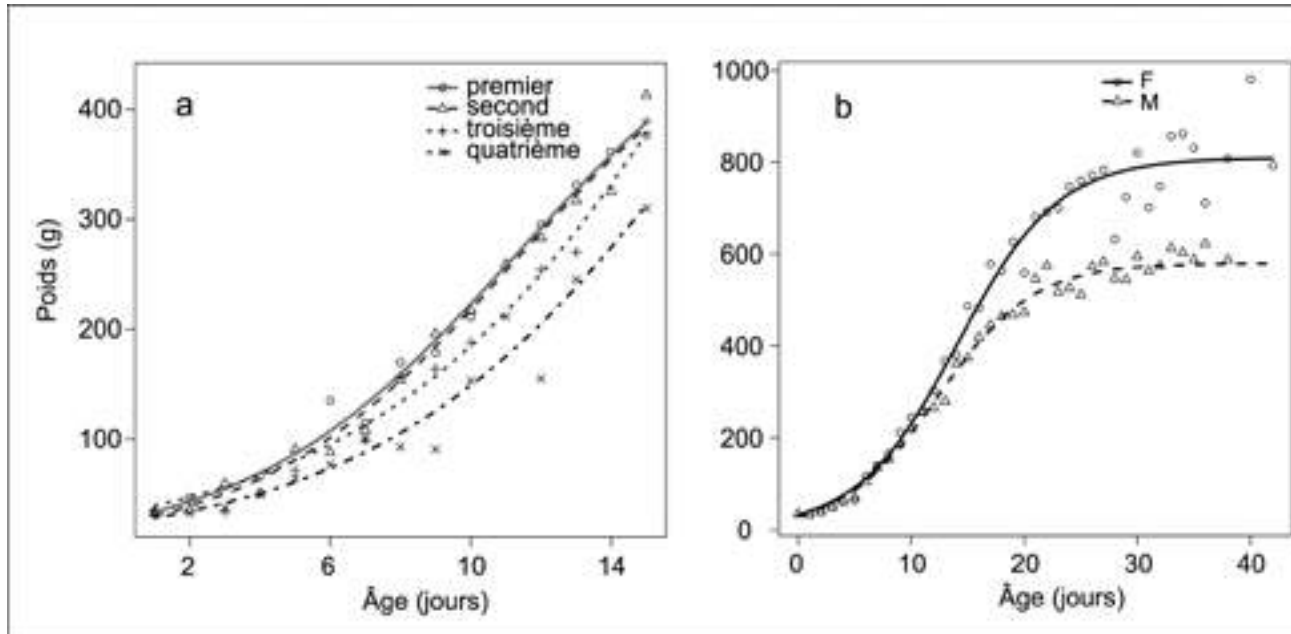 a
premier
second
troisième
quatrième
400
300
200
100
Poids (g)
2 6 10 14
Âge (jours)
b
F
M
1000
800
600
400
200
0
0 10 20 30 40
Âge (jours)